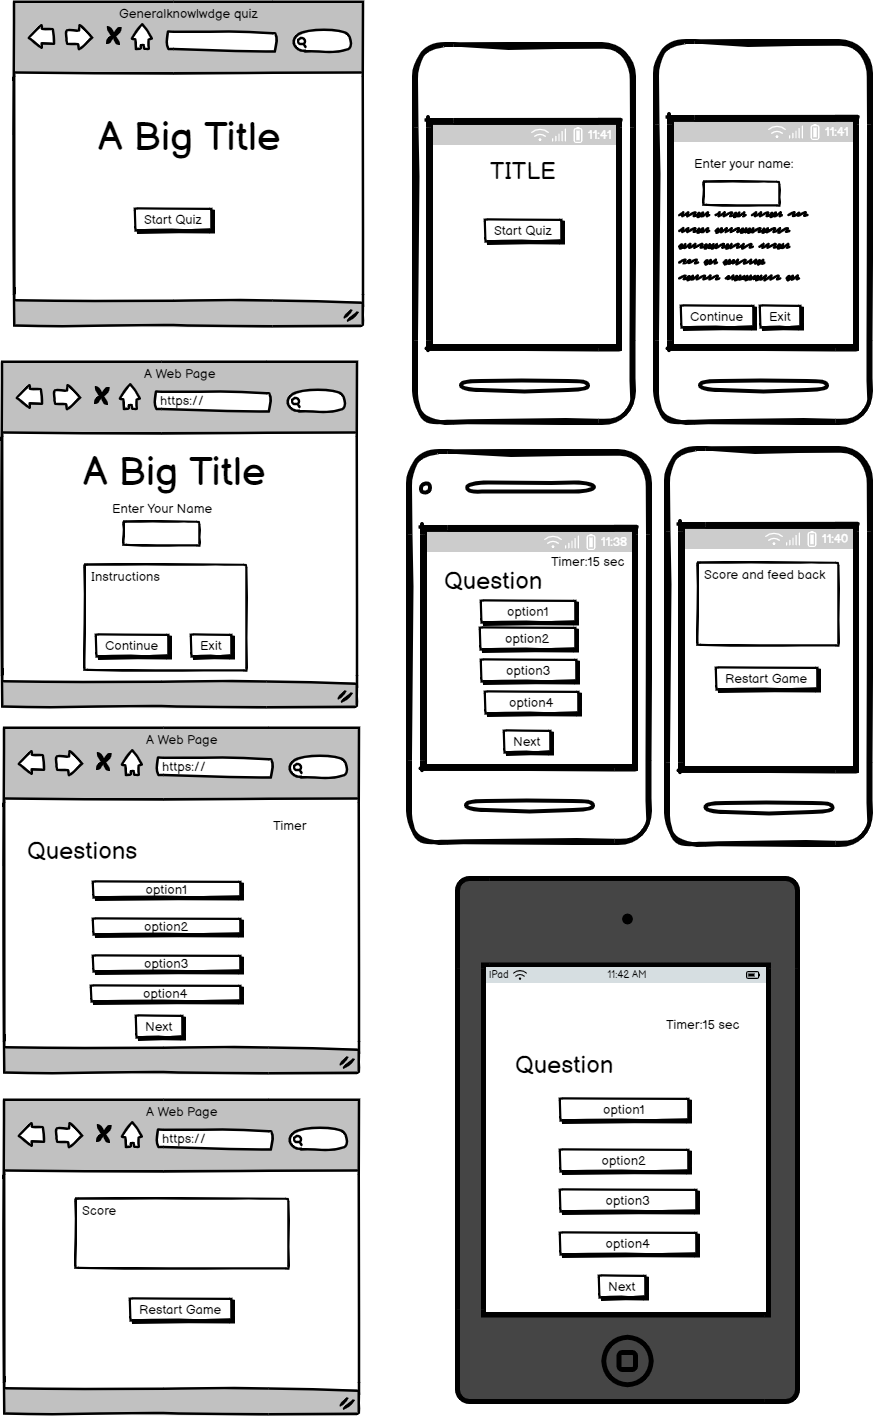 Generalknowlwdge quiz
A Big Title
Start Quiz
A Web Page
https://
A Big Title
Enter Your Name
Instructions
Continue
Exit
A Web Page
https://
Timer
Questions
option1
option2
option3
option4
Next
A Web Page
https://
Score
Restart Game
11:41
TITLE
Start Quiz
11:41
Enter your name:
Continue
Exit
11:38
Timer:15 sec
Question
option1
option2
option3
option4
Next
11:40
Score and feed back
Restart Game
iPad 11:42 AM
Timer:15 sec
Question
option1
option2
option3
option4
Next